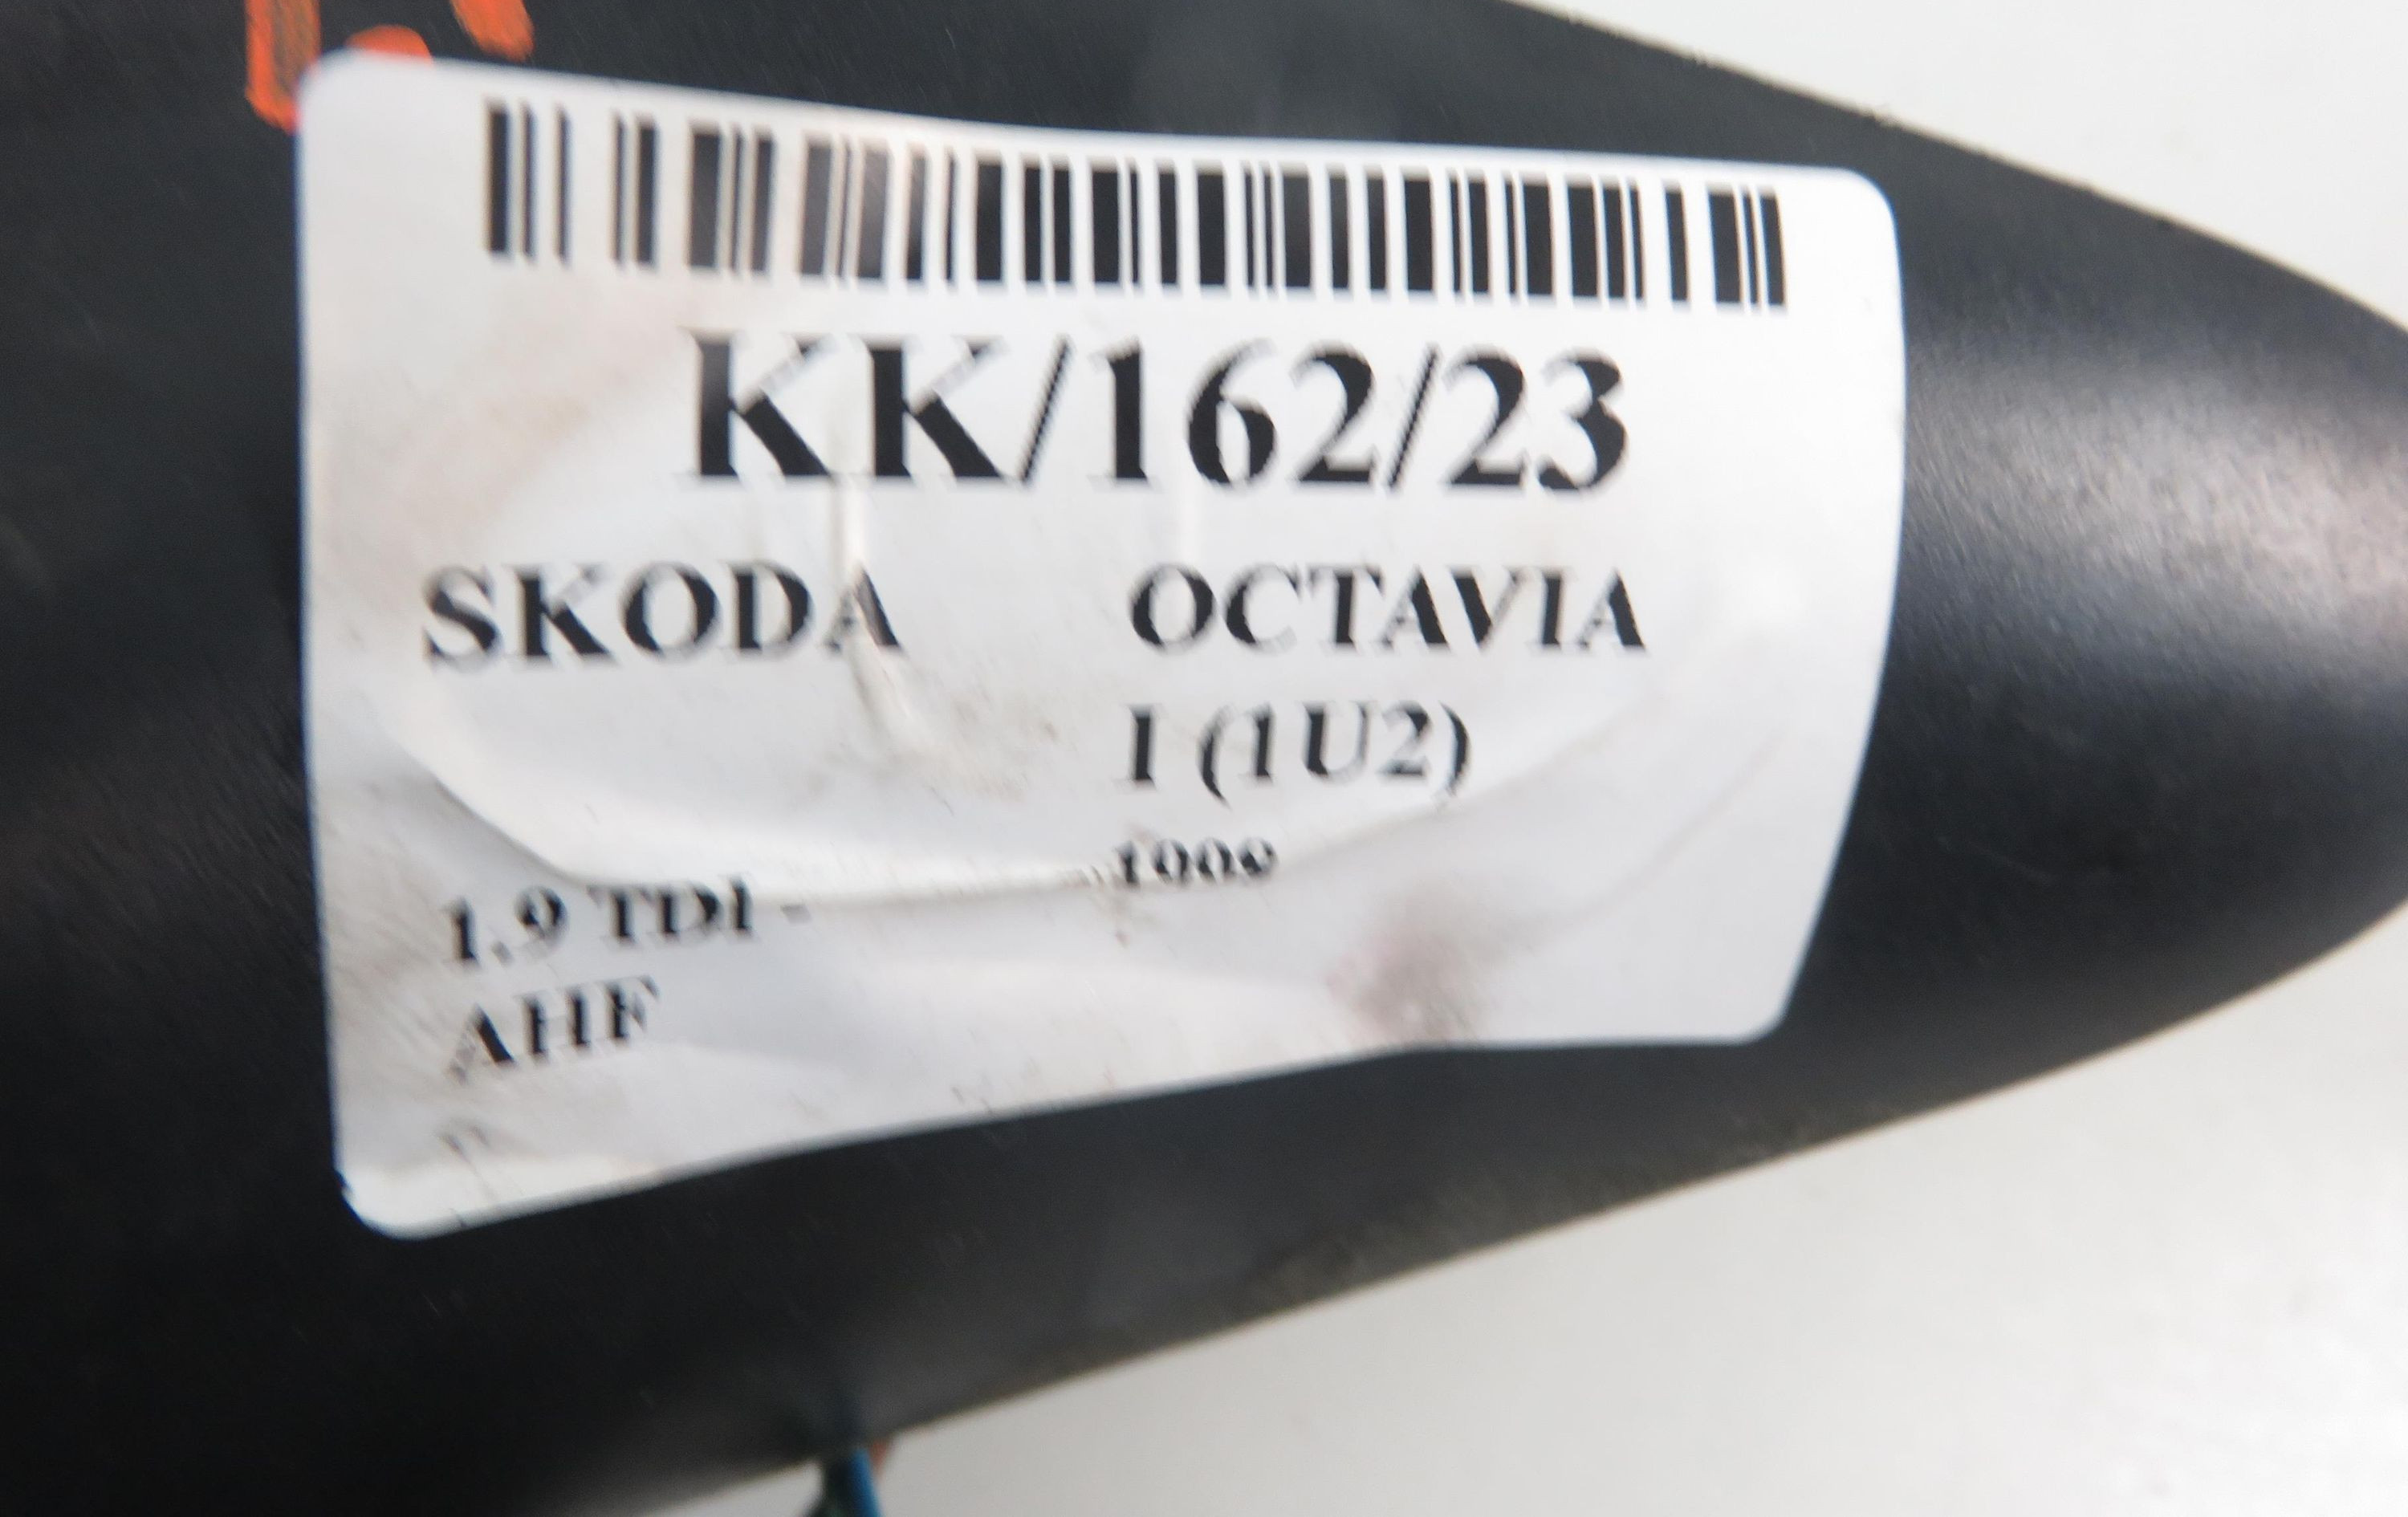 KK/162/23
SKODA OCTAVIA
I (1U2)
1.9 TDI -
AHF